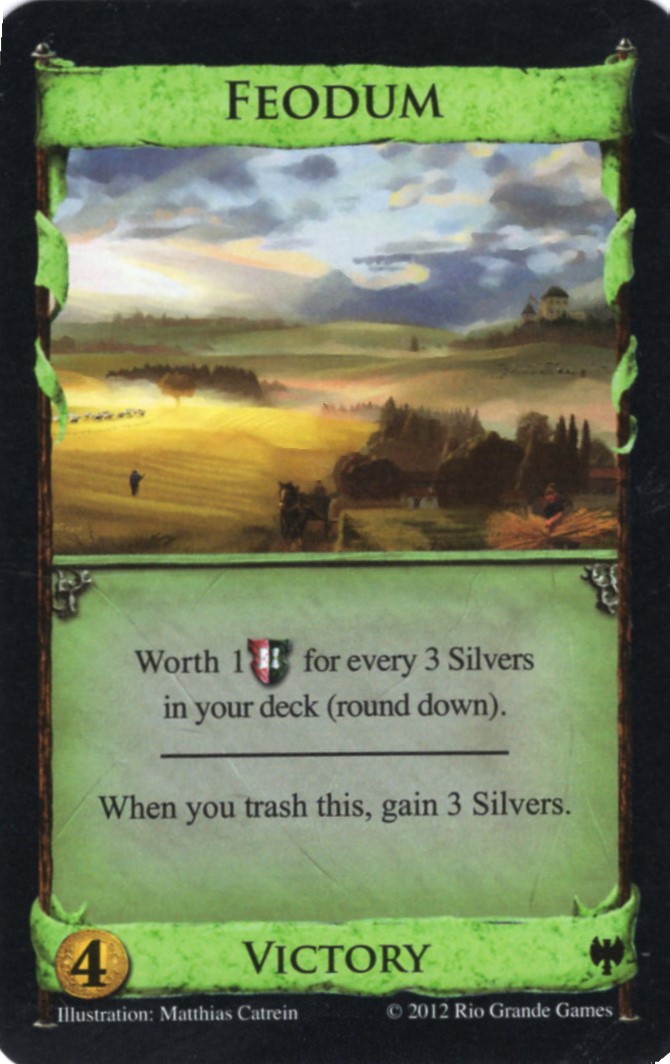 FEODUM
Worth 1 for every 3 Silvers
in your deck (round down).
When you trash this, gain 3 Silvers.
4
VICTORY
Illustration: Matthias Catrein
© 2012 Rio Grande Games